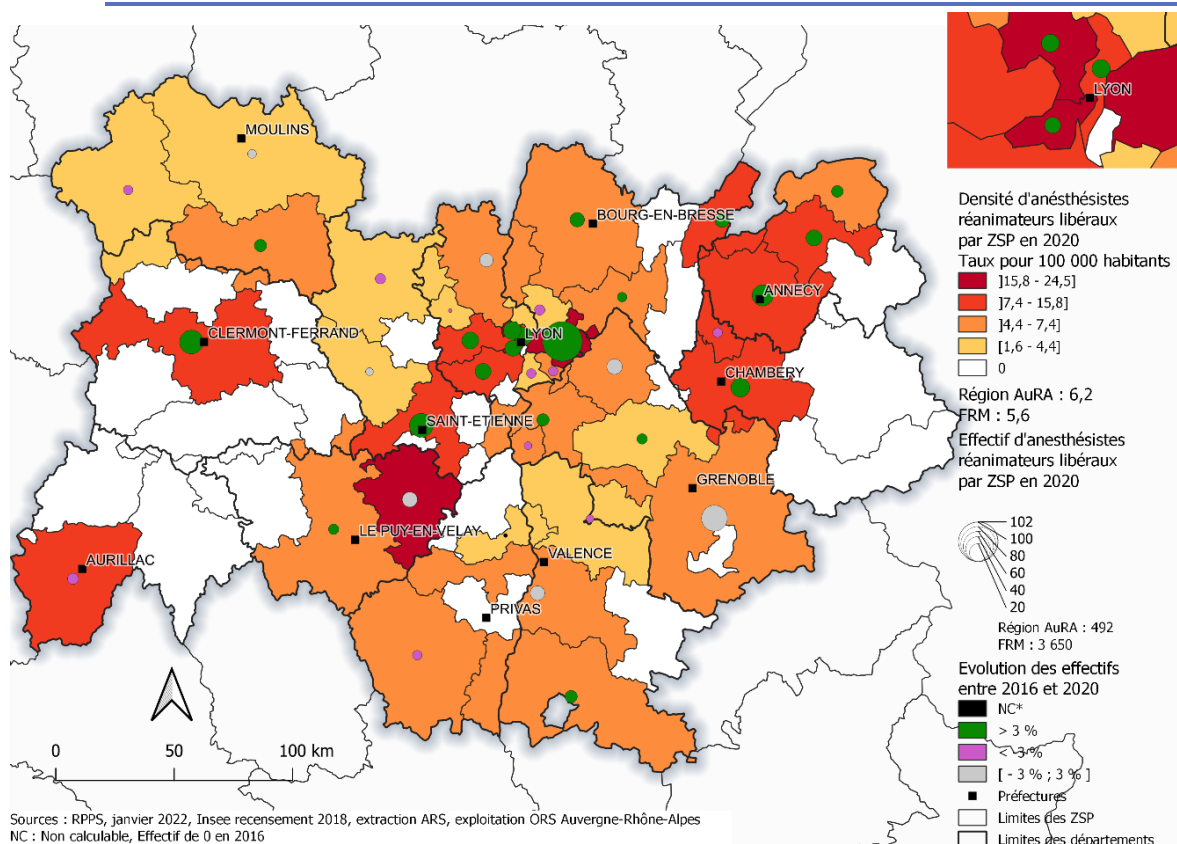 MOULINS
BOURG-EN-BRESSE
ANNECY
CLERMONT-FERRAND
LYON
CHAMBERY
SAINT-ETIENNE
GRENOBLE
LE PUY-EN-VELAY
AURILLAC
VALENCE
PRIVAS
0 50 100 km
Sources : RPPS, janvier 2022, Insee recensement 2018, extraction ARS, exploitation ORS Auvergne-Rhône-Alpes
NC : Non calculable, Effectif de 0 en 2016
LYON
Densité d'anésthésistes
réanimateurs libéraux
par ZSP en 2020
Taux pour 100 000 habitants
]15,8 - 24,5]
]7,4 - 15,8]
]4,4 - 7,4]
[1,6 - 4,4]
0
Région AuRA : 6,2
FRM : 5,6
Effectif d'anesthésistes
réanimateurs libéraux
par ZSP en 2020
102
100
80
60
40
20
Région AuRA : 492
FRM : 3 650
Evolution des effectifs
entre 2016 et 2020
NC*
> 3 %
< -3 %
[ - 3 % ; 3 % ]
Préfectures
Limites des ZSP
Limites des départements